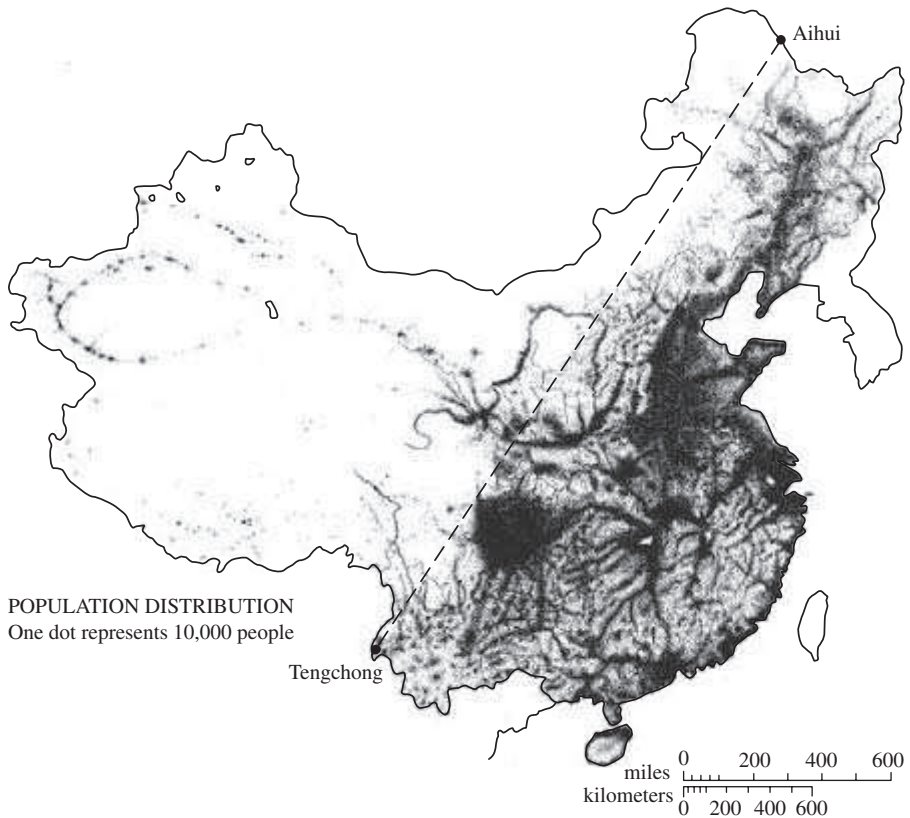 Aihui
POPULATION DISTRIBUTION
One dot represents 10,000 people
Tengchong
0 200 400 600
miles
kilometers
0 200 400 600